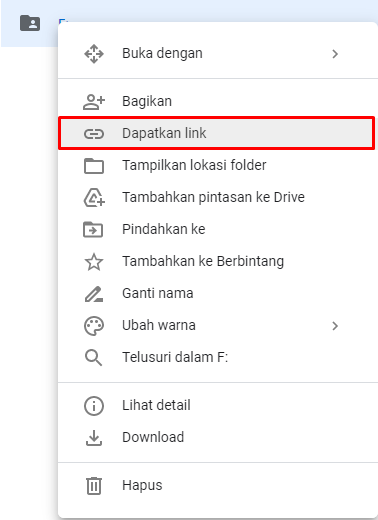 Buka dengan
Bagikan
Dapatkan link
Tampilkan lokasi folder
Tambahkan pintasan ke Drive
Pindahkan ke
Tambahkan ke Berbintang
Ganti nama
Ubah warna
Telusuri dalam F:
Lihat detail
Download
Hapus